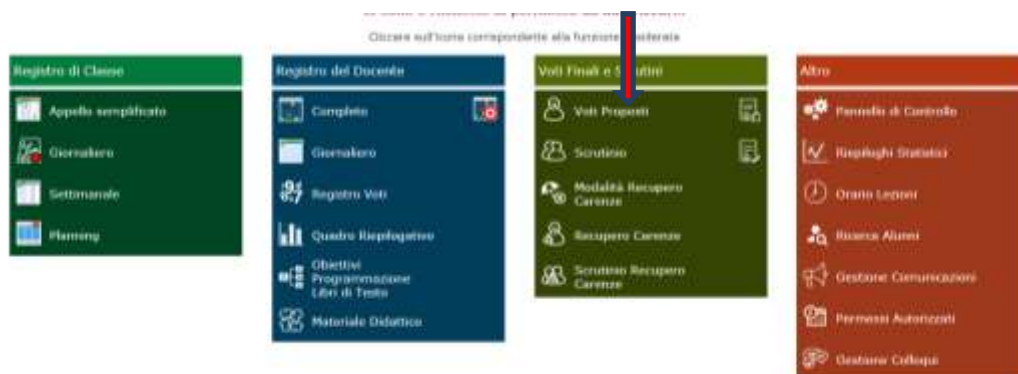 Cliccare sull'icona corrispondente alla funzione desiderata
Registro di Classe
Appello semplificato
Giornaliero
Settimanale
Planning
Registro del Docente
Completo
Giornaliero
Registro Voti
Quadro Riepilogativo
Obiettivi
Programmazione
Libri di Testo
Materiale Didattico
Voti Finali e Scrutini
Voti Proposti
Scrutinio
Modalità Recupero
Carenze
Recupero Carenze
Scrutinio Recupero
Carenze
Altro
Pannello di Controllo
Riepiloghi Statistici
Orario Lezioni
Ricerca Alunni
Gestione Comunicazioni
Permessi Autorizzati
Gestione Colloqui